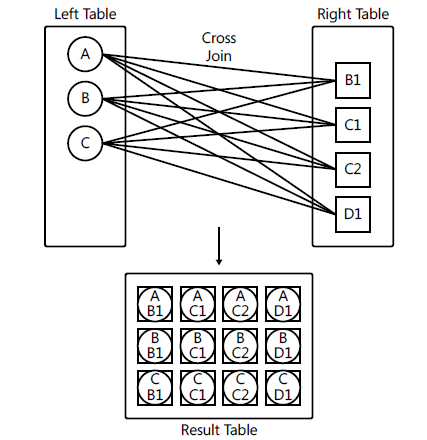 Left Table
Right Table
Cross
Join
A
B
C
B1
C1
C2
D1
A A A A
B1 C1 C2 D1
B B B B
B1 C1 C2 D1
C C C C
B1 C1 C2 D1
Result Table